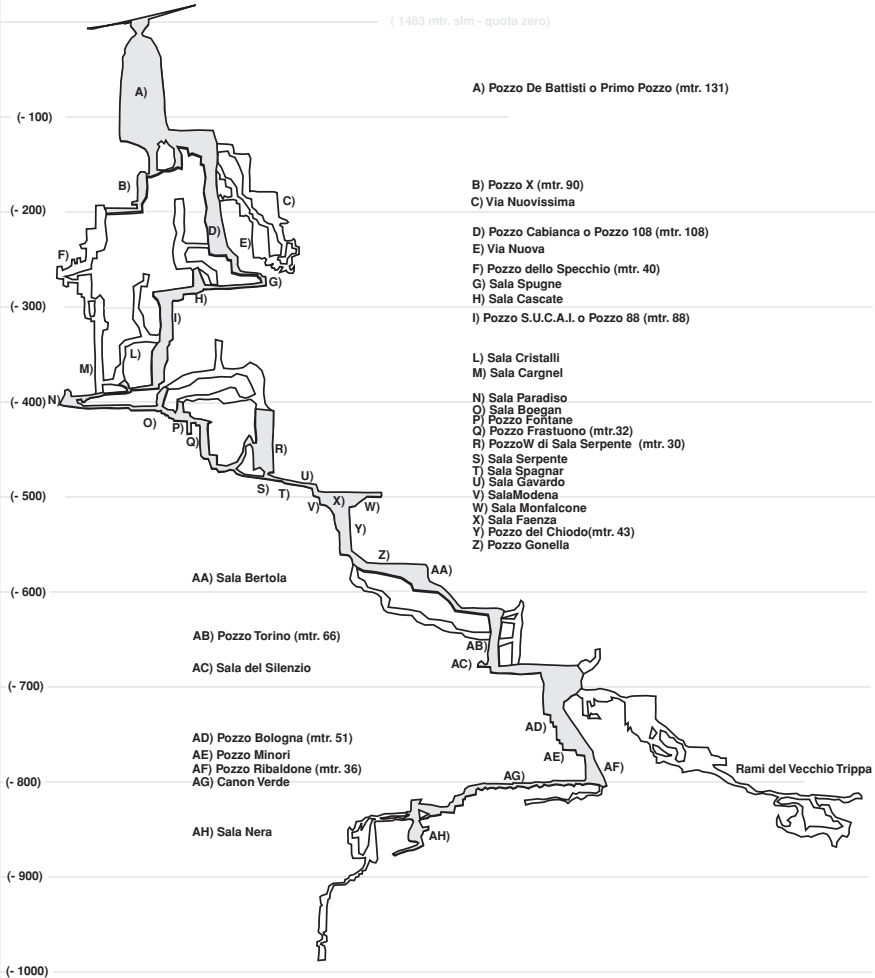 ( 1483 mtr. slm - quota zero)
A)
A) Pozzo De Battisti o Primo Pozzo (mtr. 131)
(- 100)
B)
B) Pozzo X (mtr. 90)
C)
C) Via Nuovissima
(- 200)
D)
D) Pozzo Cabianca o Pozzo 108 (mtr. 108)
E)
E) Via Nuova
F)
F) Pozzo dello Specchio (mtr. 40)
G)
G) Sala Spugne
H)
H) Sala Cascate
(- 300)
I)
I) Pozzo S.U.C.A.I. o Pozzo 88 (mtr. 88)
L)
L) Sala Cristalli
M)
M) Sala Cargnel
(- 400)
N)
N) Sala Paradiso
O)
O) Sala Boegan
P)
P) Pozzo Fontane
Q)
Q) Pozzo Frastuono (mtr.32)
R)
R) PozzoW di Sala Serpente (mtr. 30)
S)
S) Sala Serpente
T)
T) Sala Spagnar
U)
U) Sala Gavardo
(- 500)
V)
V) SalaModena
X)
W)
W) Sala Monfalcone
X) Sala Faenza
Y)
Y) Pozzo del Chiodo(mtr. 43)
Z)
Z) Pozzo Gonella
AA)
AA) Sala Bertola
(- 600)
AB) Pozzo Torino (mtr. 66)
AB)
AC) Sala del Silenzio
AC)
(- 700)
AD)
AD) Pozzo Bologna (mtr. 51)
AE) Pozzo Minori
AE)
AF) Pozzo Ribaldone (mtr. 36)
AF)
Rami del Vecchio Trippa
AG) Canon Verde
AG)
(- 800)
AH) Sala Nera
AH)
(- 900)
(- 1000)